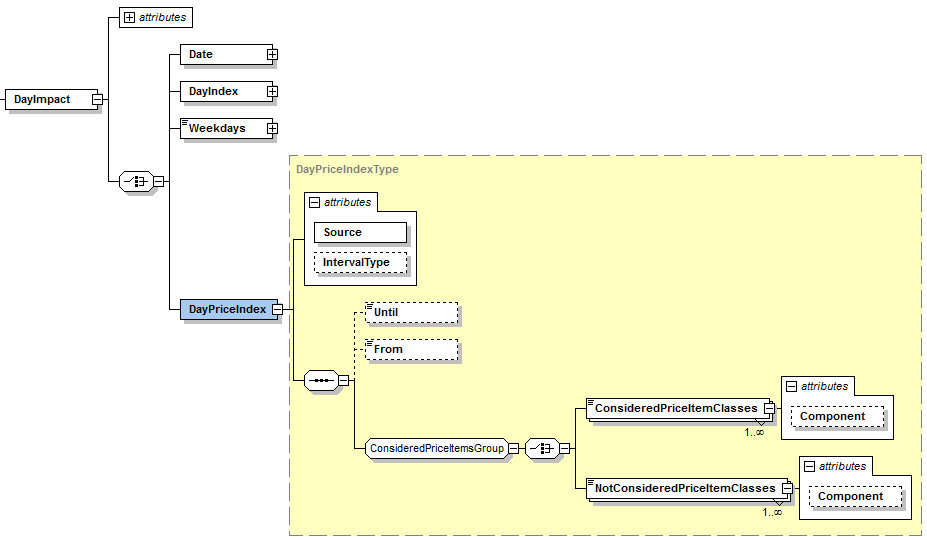 attributes
Date
DayIndex
DayImpact
Weekdays
DayPriceIndexType
attributes
Source
IntervalType
DayPriceIndex
Until
From
attributes
ConsideredPriceItemClasses
Component
1..∞
ConsideredPriceItemsGroup
attributes
NotConsideredPriceItemClasses
Component
1..∞